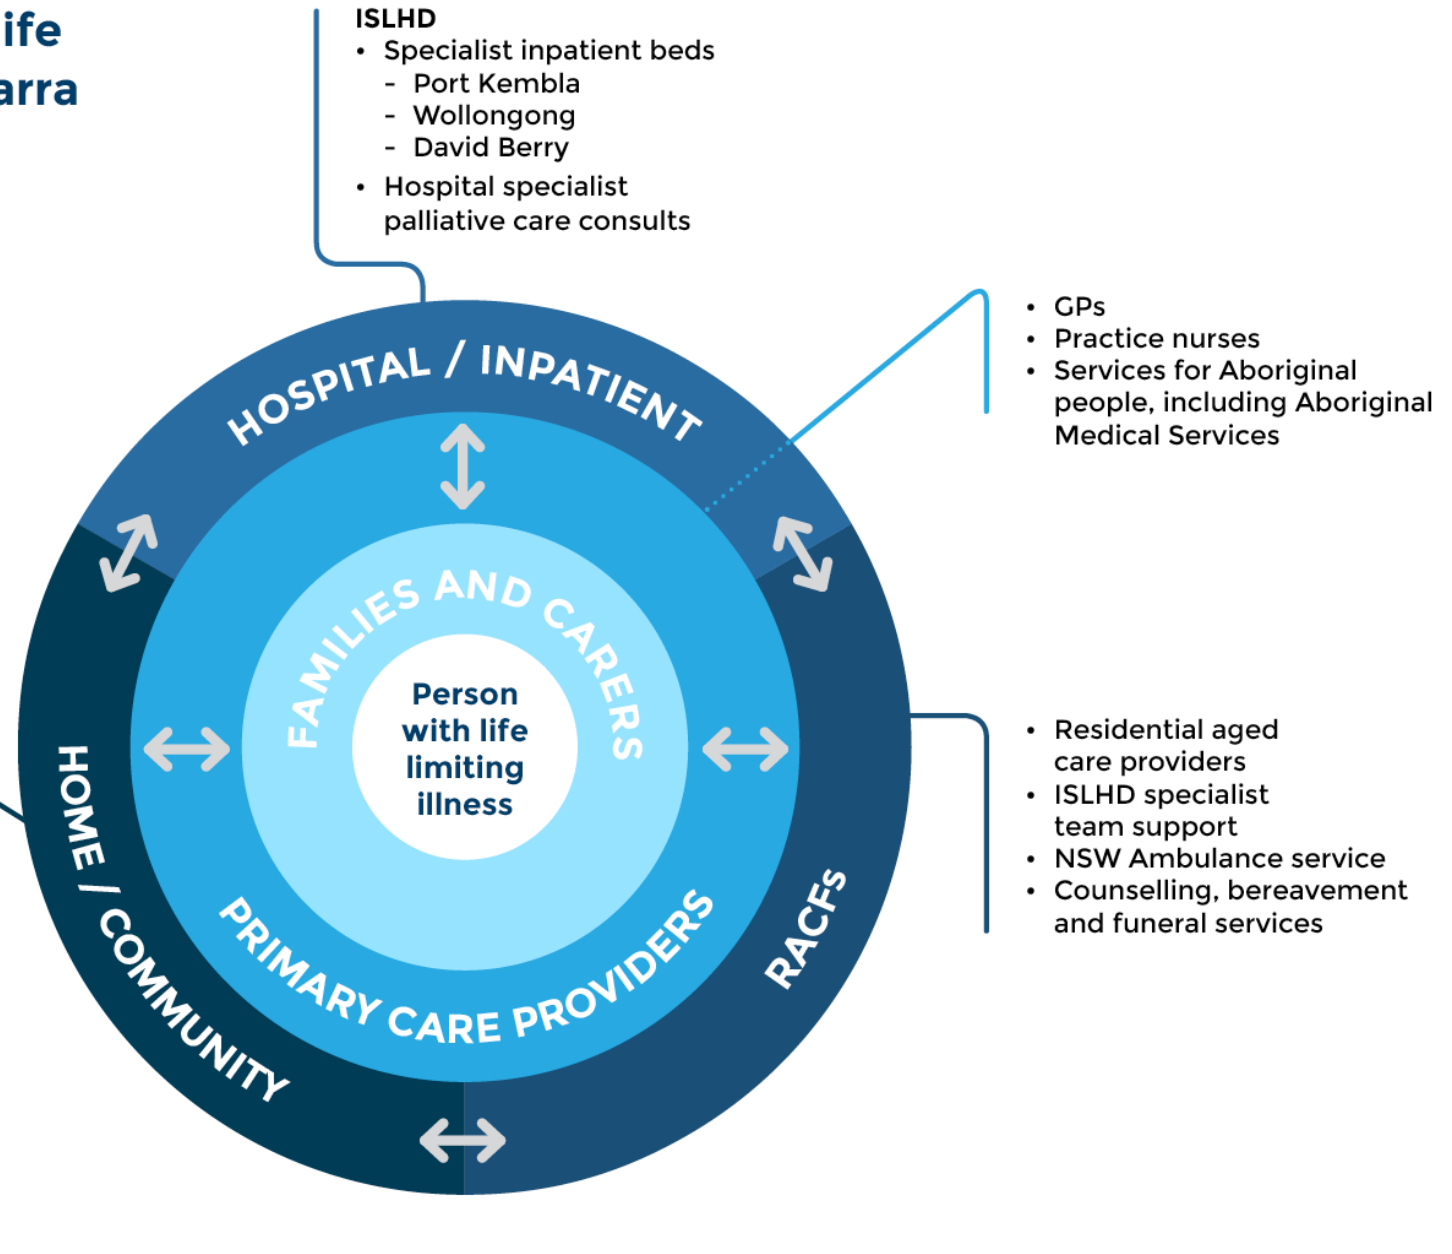 ife
arra
ISLHD
• Specialist inpatient beds
- Port Kembla
- Wollongong
- David Berry
• Hospital specialist
palliative care consults
• GPs
• Practice nurses
• Services for Aboriginal
people, including Aboriginal
Medical Services
HOSPITAL / INPATIENT
FAMILIES AND CARERS
Person
with life
limiting
illness
PRIMARY CARE PROVIDERS
HOME / COMMUNITY
RACFs
• Residential aged
care providers
• ISLHD specialist
team support
• NSW Ambulance service
• Counselling, bereavement
and funeral services